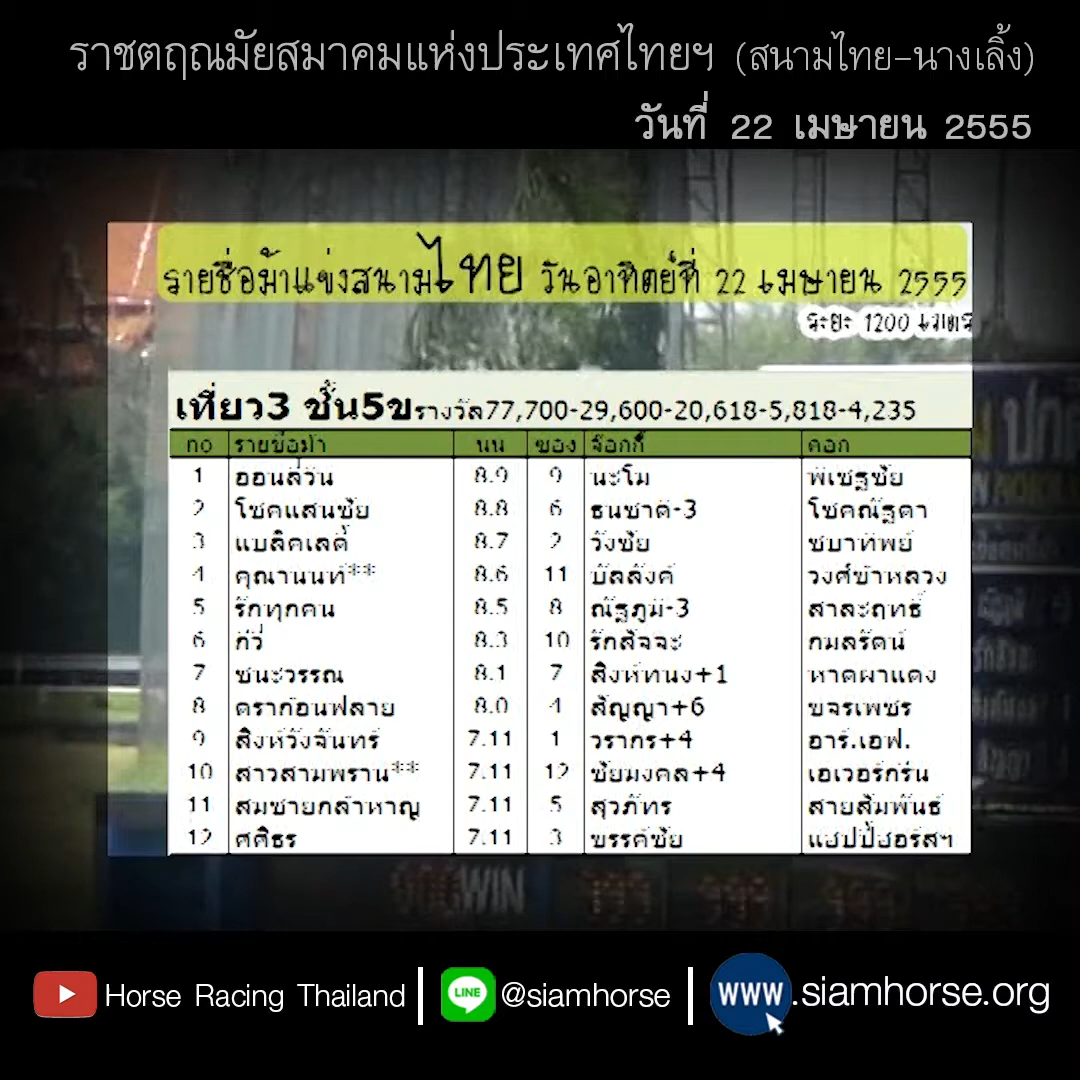 ราชตฤณมัยสมาคมแห่งประเทศไทยฯ (สนามไทย-นางเลิ้ง)
วันที่ 22 เมษายน 2555
รายชื่อม้าแข่งสนามไทย วันอาทิตย์ที่ 22 เมษายน 2555
ระยะ 1200 เมตร
เที่ยว3 ชั้น5ขรางวัล77,700-29,600-20,618-5,818-4,235
no รายชื่อม้า นน ซอง จ๊อกกี้ คอก
1 ออนลี่วัน 8.9 9 นะโม พิเชฐชัย
2 โชคแสนชัย 8.8 6 ธนชาติ-3 โชคณัฐดา
3 แบล็คเลดี้ 8.7 2 วังชัย ชบาทิพย์
4 คุณานนท์** 8.6 11 บัลลังค์ วงศ์ขำหลวง
5 รักทุกคน 8.5 8 ณัฐภูมิ-3 สาละฤทธิ์
6 กีวี่ 8.3 10 รักสัจจะ กมลรัตน์
7 ชนะวรรณ 8.1 7 สิงห์ทนง+1 หาดผาแดง
8 ดราก้อนฟลาย 8.0 4 สัญญา+6 ขจรเพชร
9 สิงห์วังจันทร์ 7.11 1 วรากร+4 อาร์.เอฟ.
10 สาวสามพราน** 7.11 12 ชัยมงคล+4 เอเวอร์กรีน
11 สมชายกล้าหาญ 7.11 5 สุวภัทร สายสัมพันธ์
12 ศศิธร 7.11 3 ขรรค์ชัย แฮปปี้ฮอร์สฯ
WIN
Horse Racing Thailand | LINE @siamhorse | www.siamhorse.org